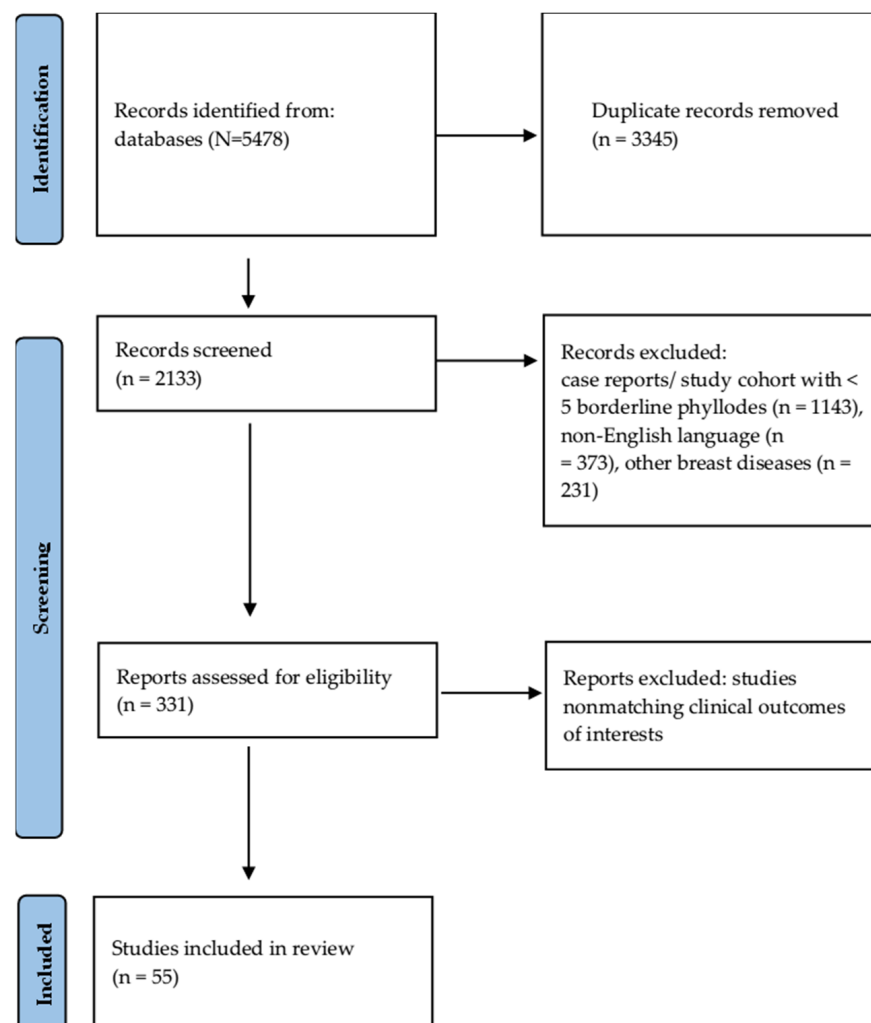 Identification
Records identified from:
databases (N=5478)
Duplicate records removed
(n = 3345)
Screening
Records screened
(n = 2133)
Records excluded:
case reports/ study cohort with <
5 borderline phyllodes (n = 1143),
non-English language (n
= 373), other breast diseases (n =
231)
Reports assessed for eligibility
(n = 331)
Reports excluded: studies
nonmatching clinical outcomes
of interests
Included
Studies included in review
(n = 55)